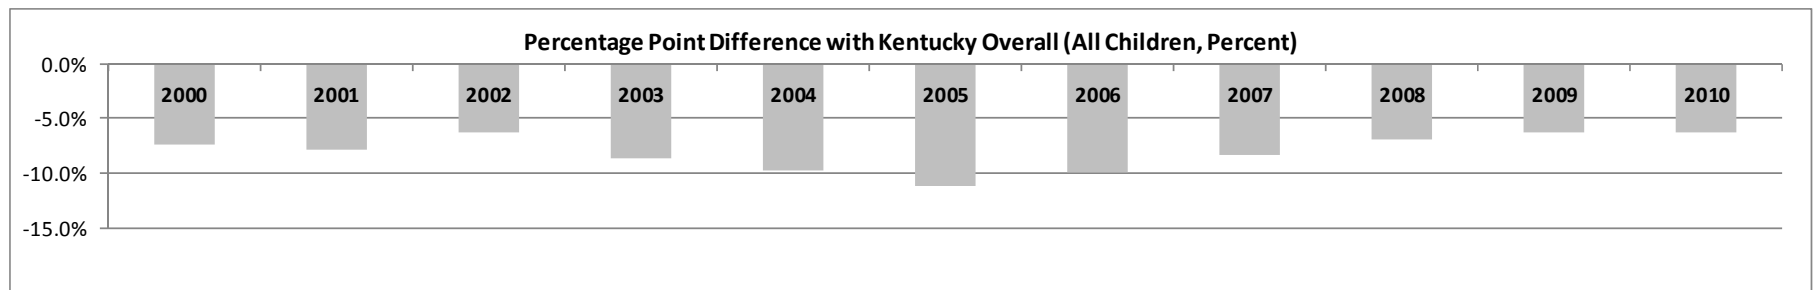 Percentage Point Difference with Kentucky Overall (All Children, Percent)
0.0%
2000 2001 2002 2003 2004 2005 2006 2007 2008 2009 2010
-5.0%
-10.0%
-15.0%